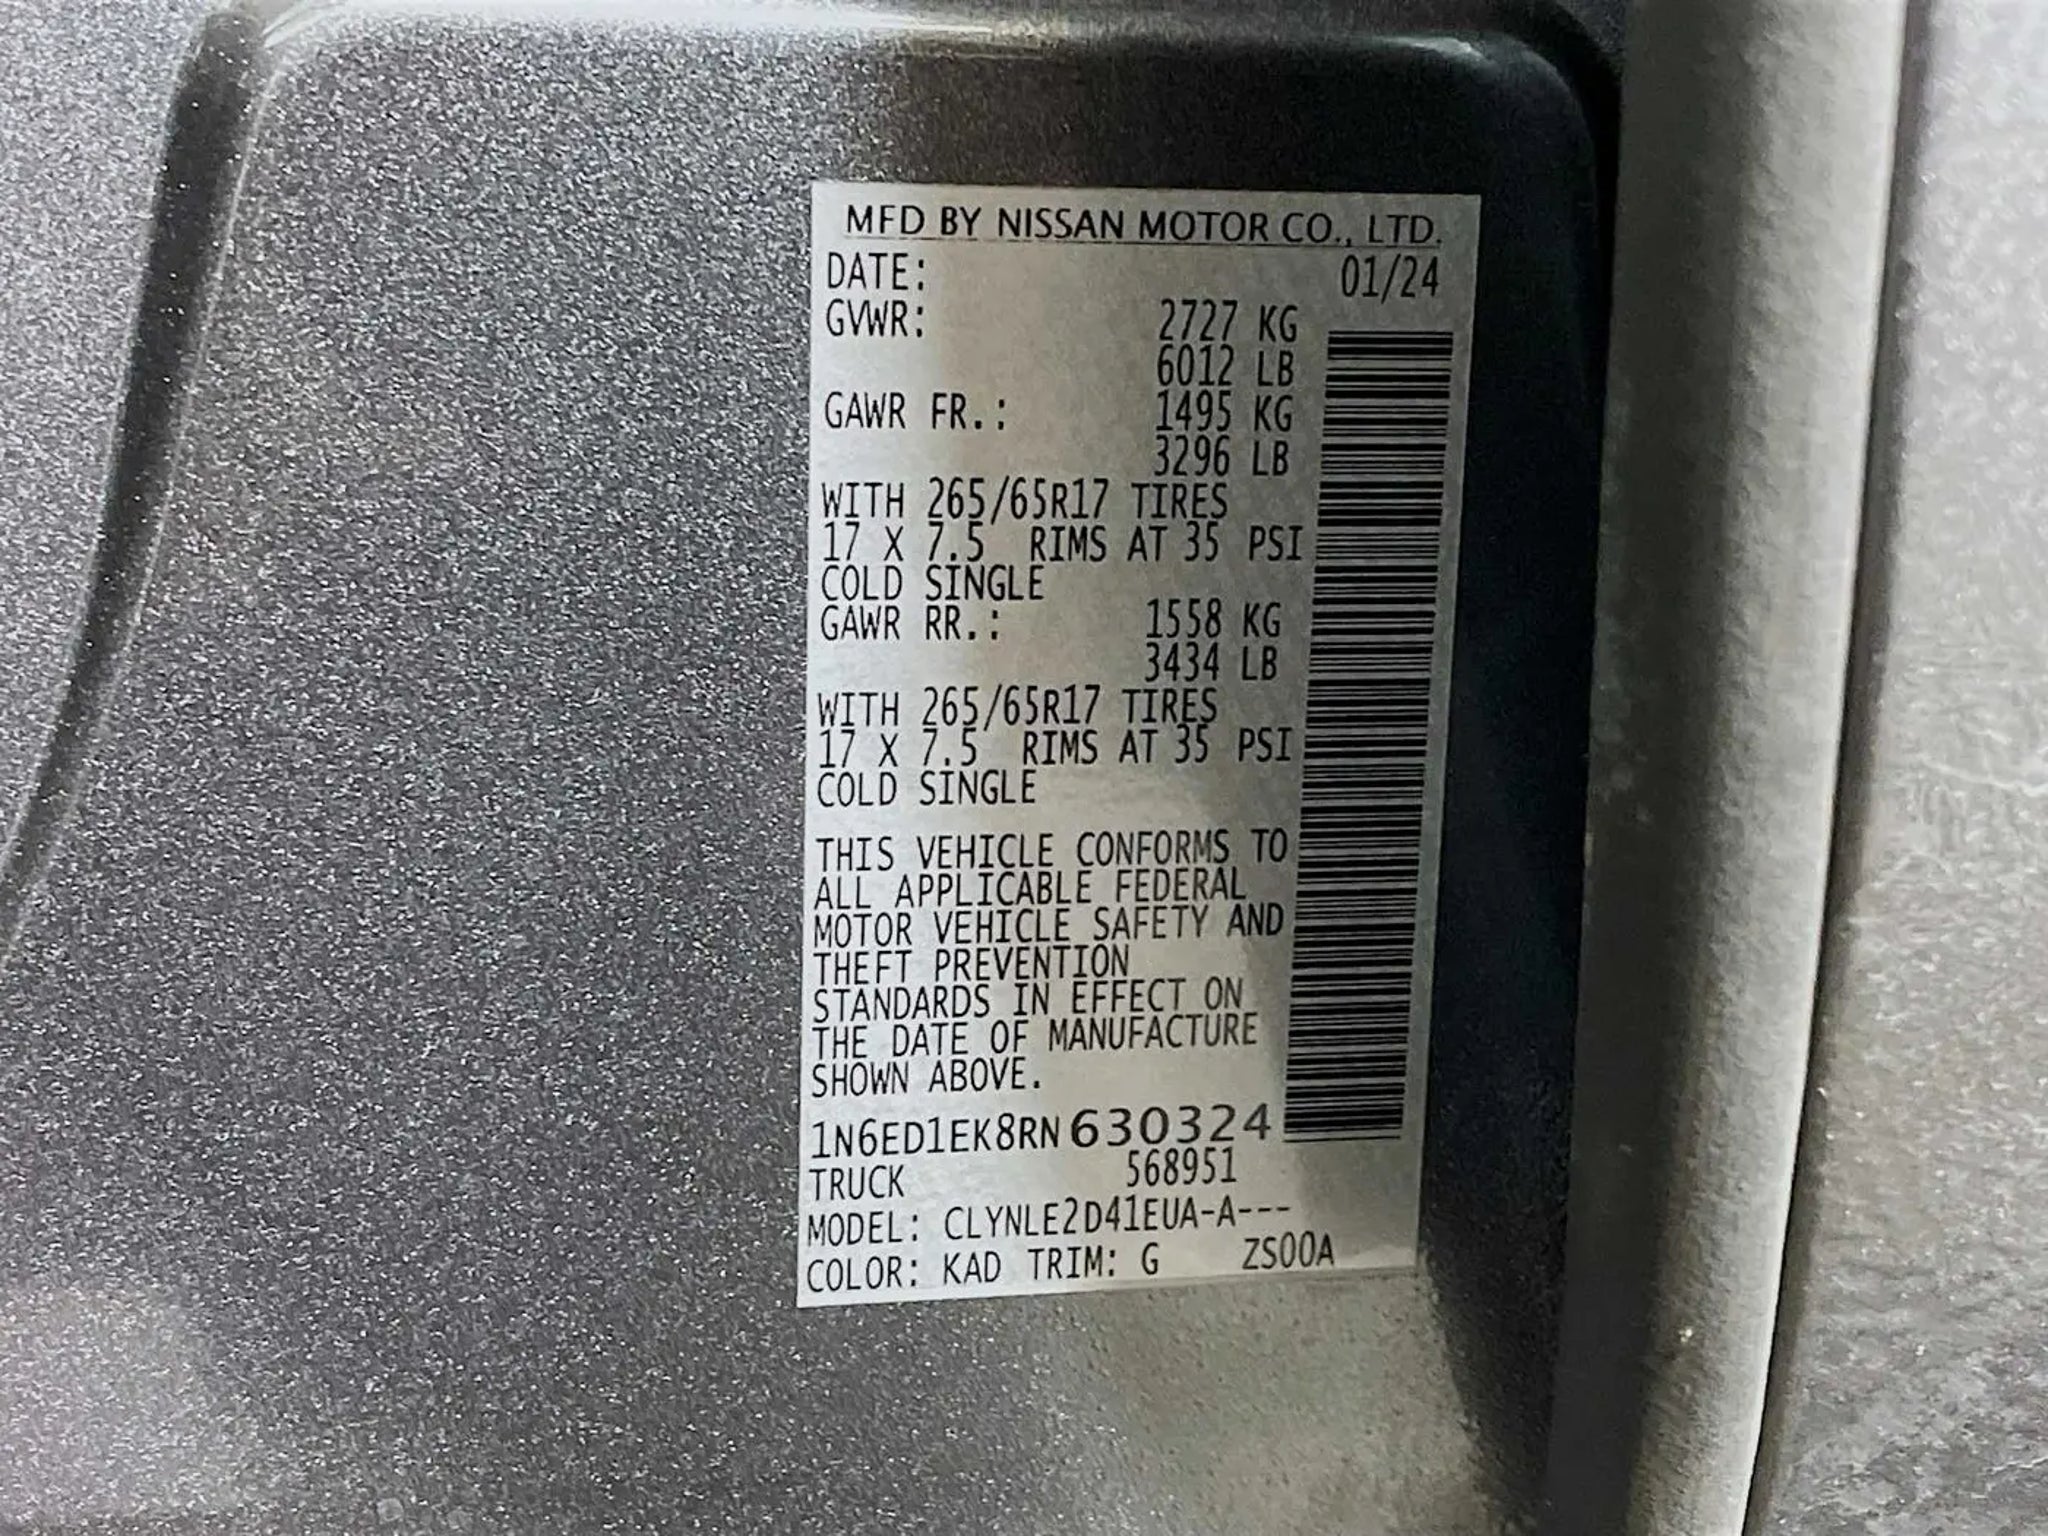 MFD BY NISSAN MOTOR CO., LTD.
DATE: 01/24
GVWR: 2727 KG
6012 LB
GAWR FR.: 1495 KG
3296 LB
WITH 265/65R17 TIRES
17 X 7.5 RIMS AT 35 PSI
COLD SINGLE
GAWR RR.: 1558 KG
3434 LB
WITH 265/65R17 TIRES
17 X 7.5 RIMS AT 35 PSI
COLD SINGLE
THIS VEHICLE CONFORMS TO
ALL APPLICABLE FEDERAL
MOTOR VEHICLE SAFETY AND
THEFT PREVENTION
STANDARDS IN EFFECT ON
THE DATE OF MANUFACTURE
SHOWN ABOVE.
1N6ED1EK8RN630324
TRUCK 568951
MODEL: CLYNLE2D41EUA-A---
COLOR: KAD TRIM: G ZS00A